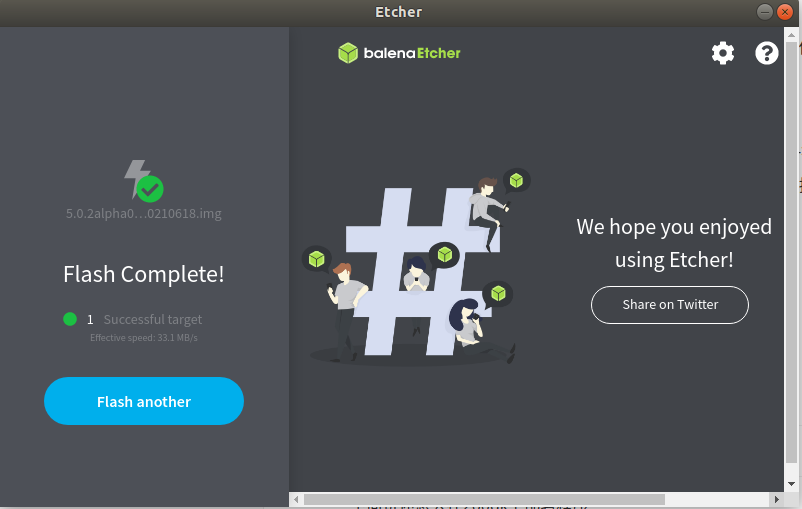 Etcher
balenaEtcher
5.0.2alpha0...0210618.img
Flash Complete!
1 Successful target
Effective speed: 33.1 MB/s
Flash another
We hope you enjoyed
using Etcher!
Share on Twitter